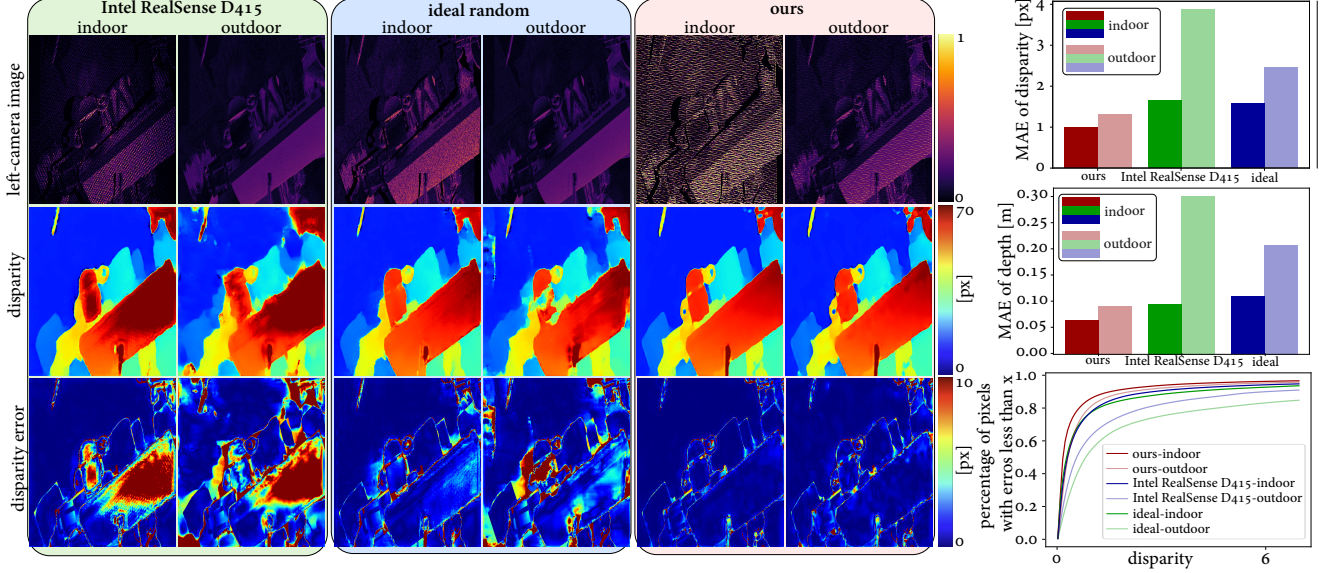 Intel RealSense D415
ideal random
ours
indoor
outdoor
indoor
outdoor
indoor
outdoor
left-camera image
1
0
disparity
70
[px]
0
disparity error
10
[px]
0
MAE of disparity [px]
4
3
2
1
0
indoor
outdoor
ours
Intel RealSense D415
ideal
MAE of depth [m]
0.30
0.25
0.20
0.15
0.10
0.05
0.00
indoor
outdoor
ours
Intel RealSense D415
ideal
percentage of pixels
with erros less than x
1.0
0.8
0.6
0.4
0.2
0.0
ours-indoor
ours-outdoor
Intel RealSense D415-indoor
Intel RealSense D415-outdoor
ideal-indoor
ideal-outdoor
0
disparity
6